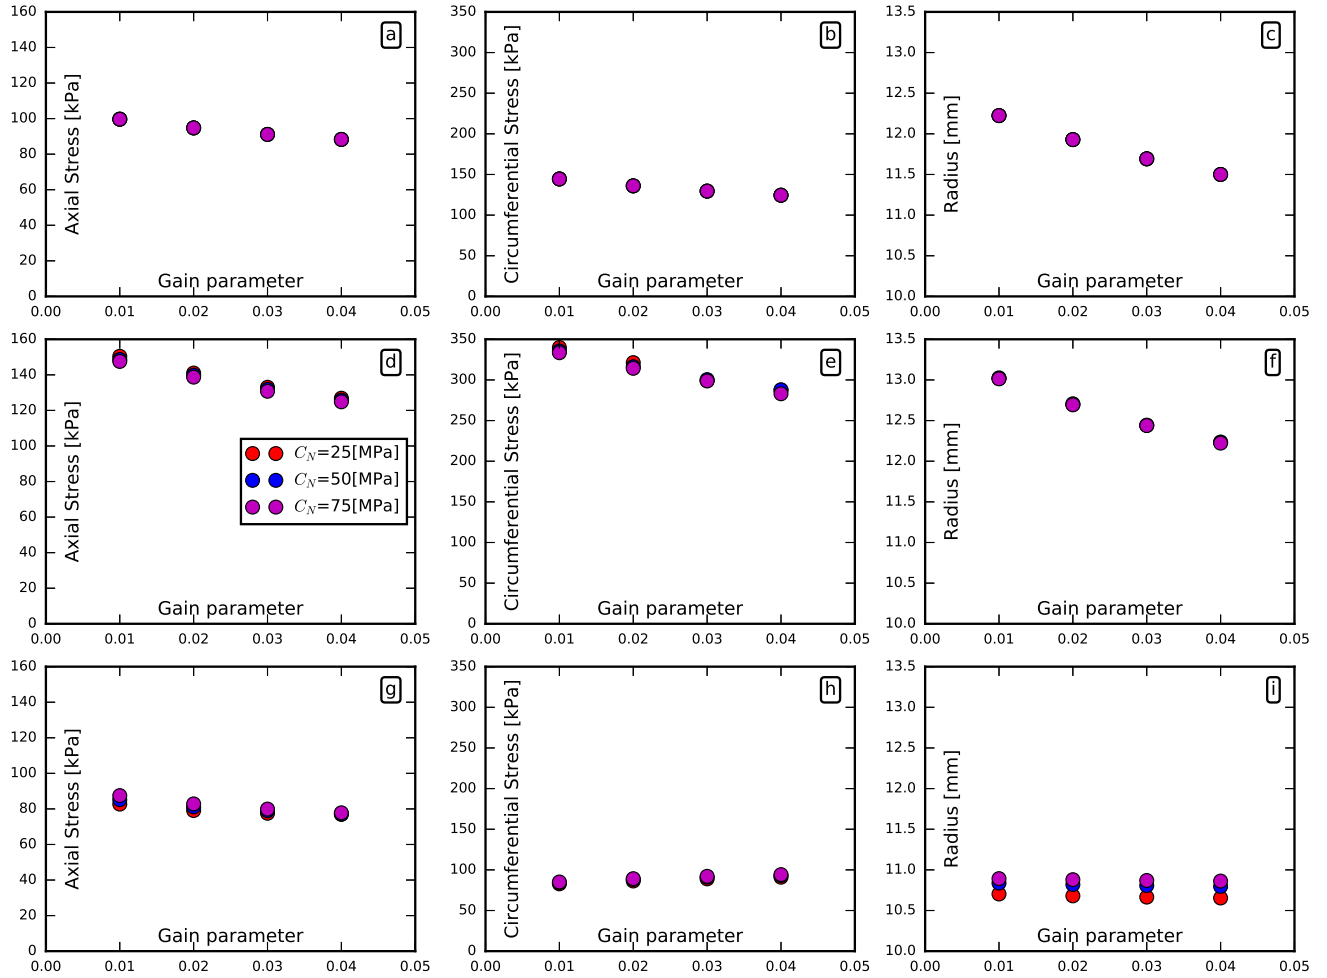 160
140
120
100
80
60
40
20
0
Axial Stress [kPa]
a
Gain parameter
0.00 0.01 0.02 0.03 0.04 0.05
350
300
250
200
150
100
50
0
Circumferential Stress [kPa]
b
Gain parameter
0.00 0.01 0.02 0.03 0.04 0.05
13.5
13.0
12.5
12.0
11.5
11.0
10.5
10.0
Radius [mm]
c
Gain parameter
0.00 0.01 0.02 0.03 0.04 0.05
160
140
120
100
80
60
40
20
0
Axial Stress [kPa]
d
C_N=25[MPa]
C_N=50[MPa]
C_N=75[MPa]
Gain parameter
0.00 0.01 0.02 0.03 0.04 0.05
350
300
250
200
150
100
50
0
Circumferential Stress [kPa]
e
Gain parameter
0.00 0.01 0.02 0.03 0.04 0.05
13.5
13.0
12.5
12.0
11.5
11.0
10.5
10.0
Radius [mm]
f
Gain parameter
0.00 0.01 0.02 0.03 0.04 0.05
160
140
120
100
80
60
40
20
0
Axial Stress [kPa]
g
Gain parameter
0.00 0.01 0.02 0.03 0.04 0.05
350
300
250
200
150
100
50
0
Circumferential Stress [kPa]
h
Gain parameter
0.00 0.01 0.02 0.03 0.04 0.05
13.5
13.0
12.5
12.0
11.5
11.0
10.5
10.0
Radius [mm]
i
Gain parameter
0.00 0.01 0.02 0.03 0.04 0.05